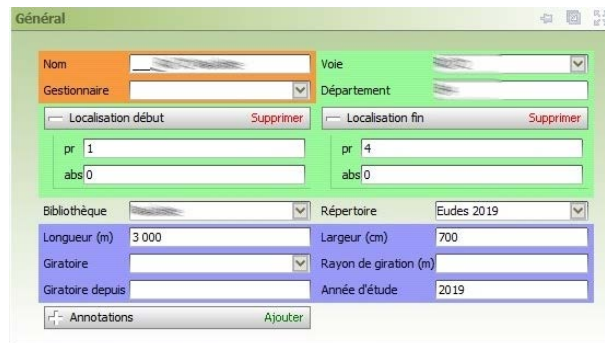 Général
Nom
Voie
Gestionnaire
Département
Localisation début Supprimer
Localisation fin Supprimer
pr 1
pr 4
abs 0
abs 0
Bibliothèque
Répertoire Eudes 2019
Longueur (m) 3 000
Largeur (cm) 700
Giratoire
Rayon de giration (m)
Giratoire depuis
Année d'étude 2019
Annotations Ajouter